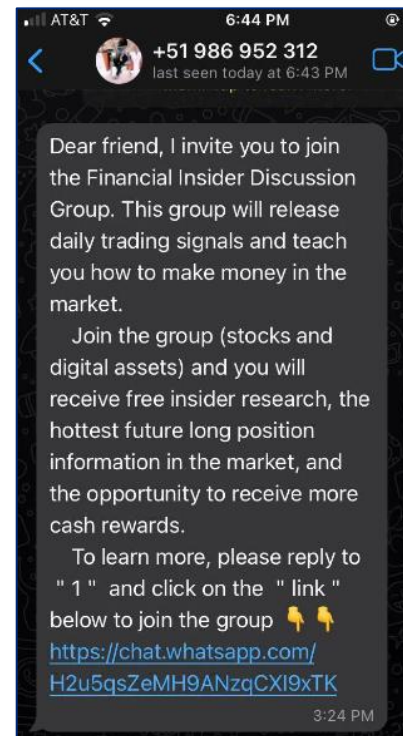 AT&T 6:44 PM
+51 986 952 312
last seen today at 6:43 PM
Dear friend, I invite you to join
the Financial Insider Discussion
Group. This group will release
daily trading signals and teach
you how to make money in the
market.
Join the group (stocks and
digital assets) and you will
receive free insider research, the
hottest future long position
information in the market, and
the opportunity to receive more
cash rewards.
To learn more, please reply to
" 1 " and click on the " link "
below to join the group 👇 👇
https://chat.whatsapp.com/
H2u5qsZeMH9ANzqCXI9xTK
3:24 PM